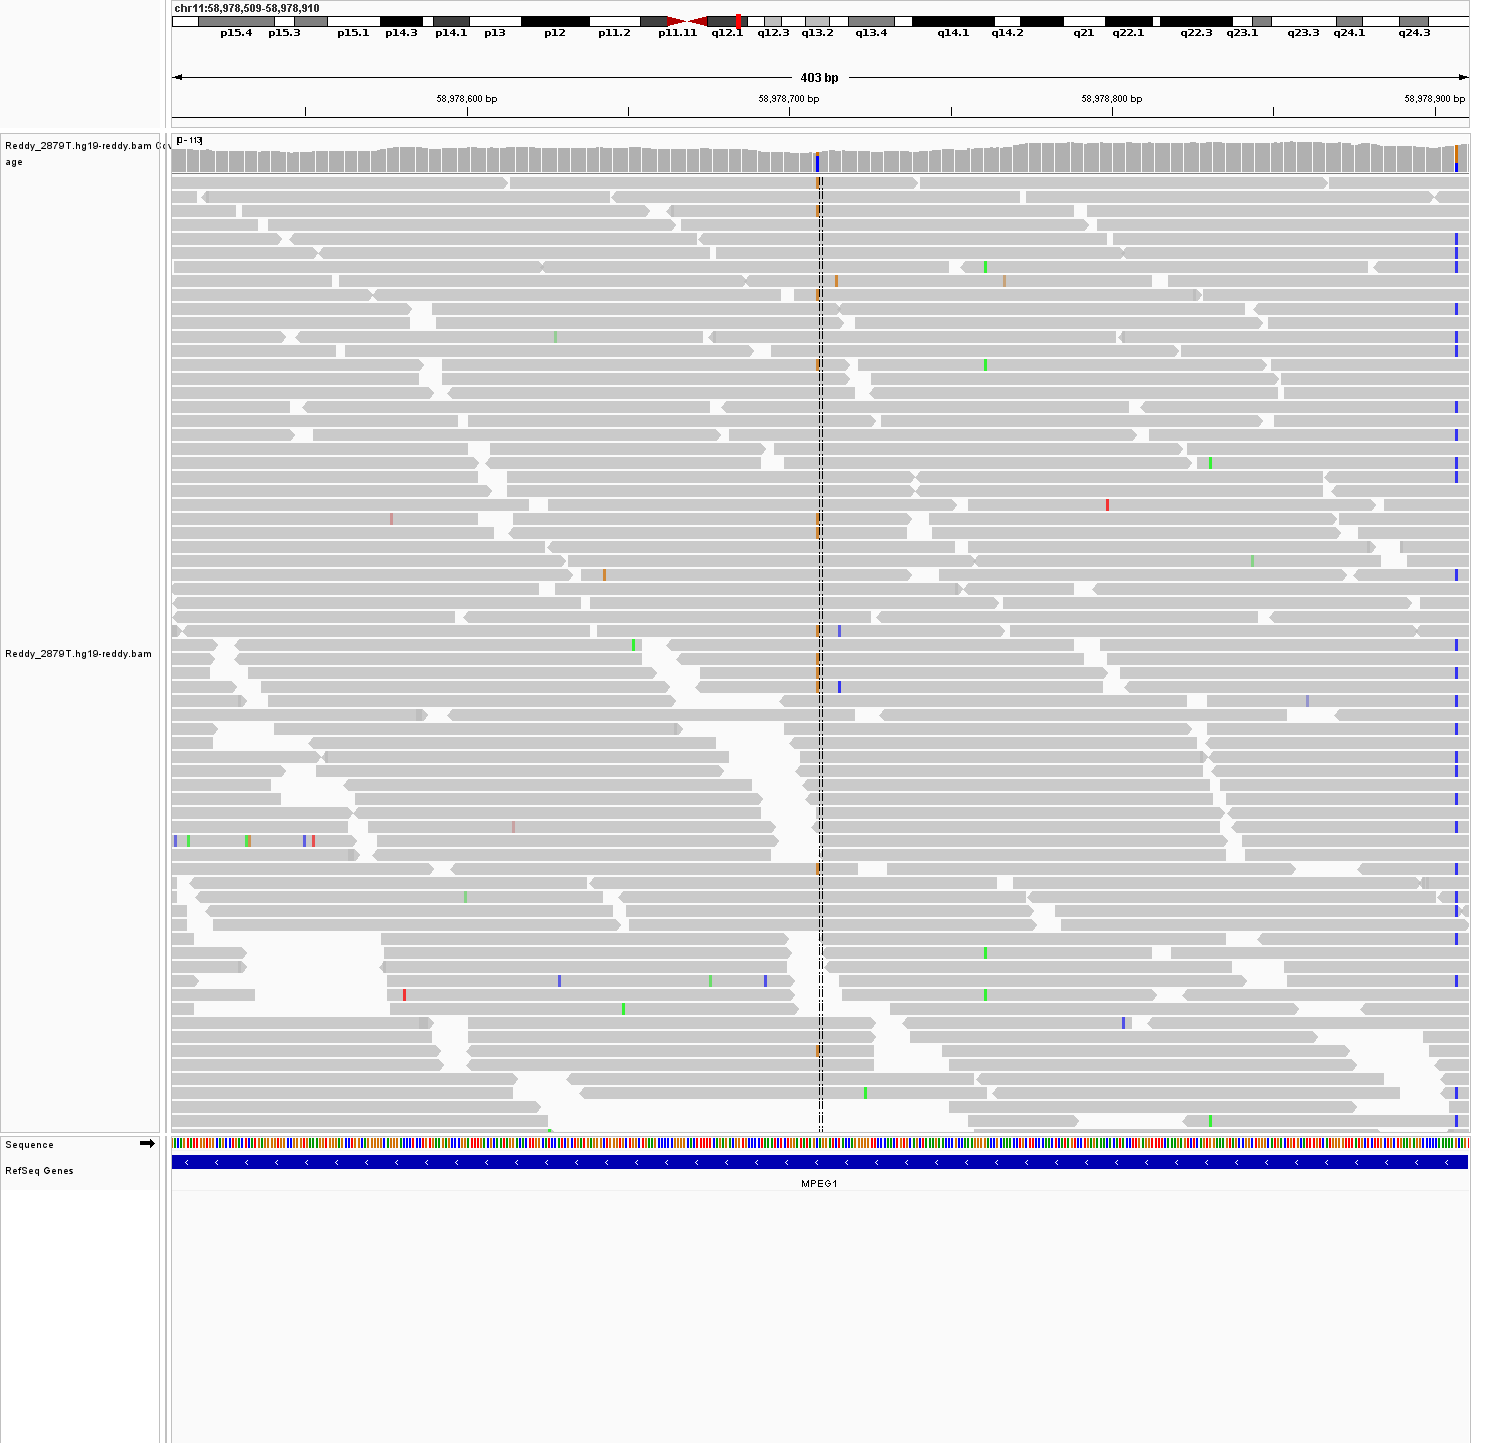 chr11:58,978,509-58,978,910
p15.4 p15.3 p15.1 p14.3 p14.1 p13 p12 p11.2 p11.11 q12.1 q12.3 q13.2 q13.4 q14.1 q14.2 q21 q22.1 q22.3 q23.1 q23.3 q24.1 q24.3
403 bp
58,978,600 bp 58,978,700 bp 58,978,800 bp 58,978,900 bp
[0 - 113]
Reddy_2879T.hg19-reddy.bam Cov
age
Reddy_2879T.hg19-reddy.bam
Sequence
RefSeq Genes
MPEG1